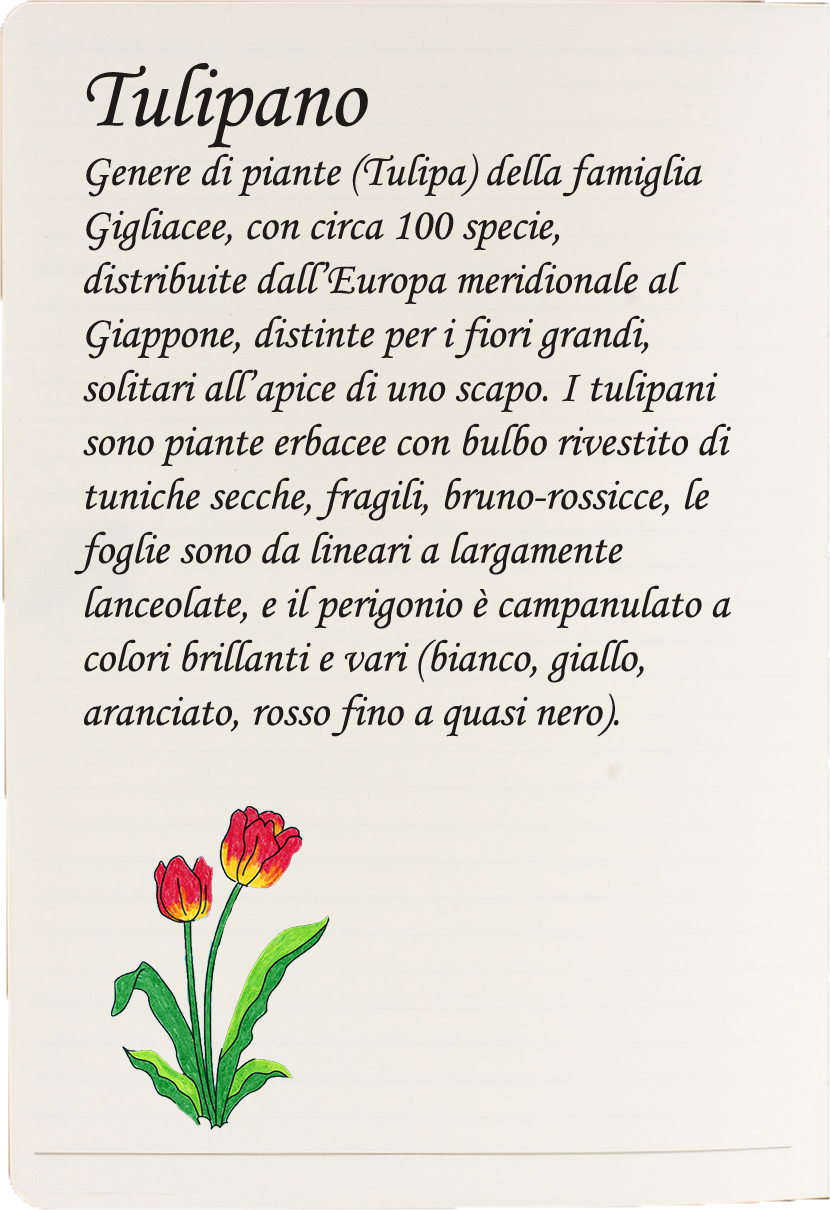 Tulipano
Genere di piante (Tulipa) della famiglia
Gigliacee, con circa 100 specie,
distribuite dall'Europa meridionale al
Giappone, distinte per i fiori grandi,
solitari all'apice di uno scapo. I tulipani
sono piante erbacee con bulbo rivestito di
tuniche secche, fragili, bruno-rossicce, le
foglie sono da lineari a largamente
lanceolate, e il perigonio è campanulato a
colori brillanti e vari (bianco, giallo,
aranciato, rosso fino a quasi nero).